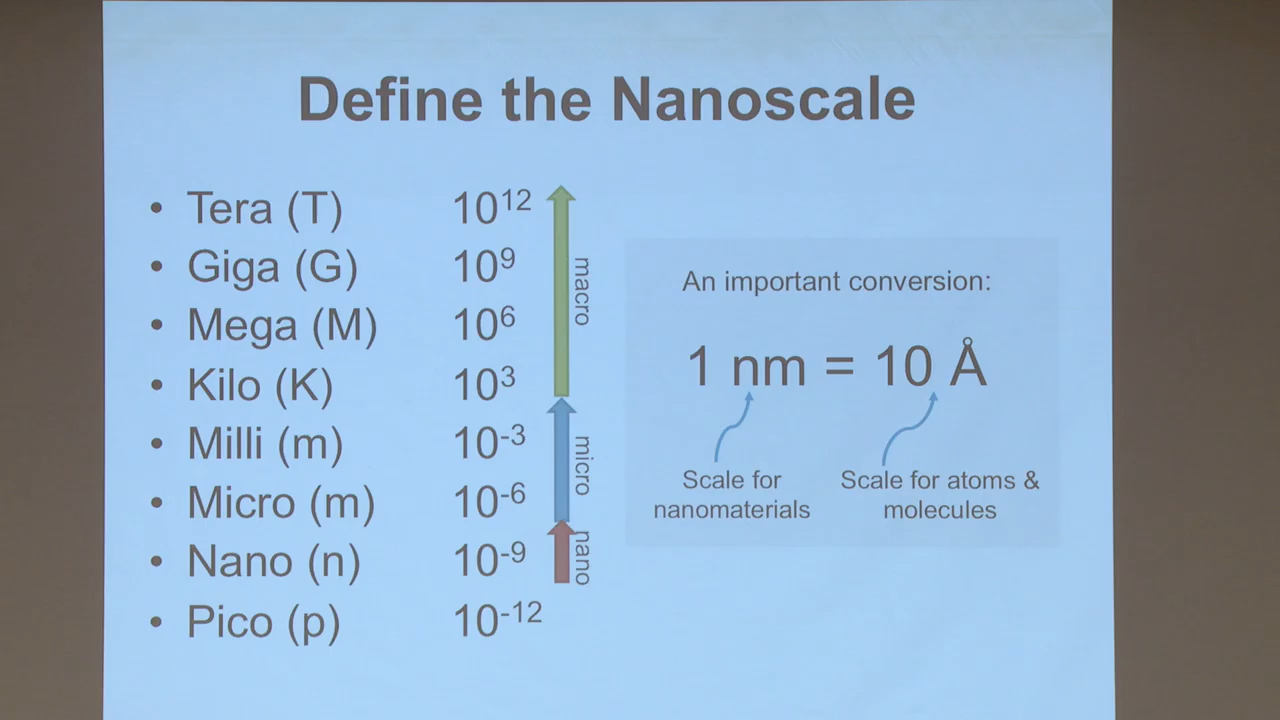 Define the Nanoscale
• Tera (T) 10¹²
• Giga (G) 10⁹
• Mega (M) 10⁶
• Kilo (K) 10³
• Milli (m) 10⁻³
• Micro (m) 10⁻⁶
• Nano (n) 10⁻⁹
• Pico (p) 10⁻¹²
macro
micro
nano
An important conversion:
1 nm = 10 Å
Scale for
nanomaterials
Scale for atoms &
molecules